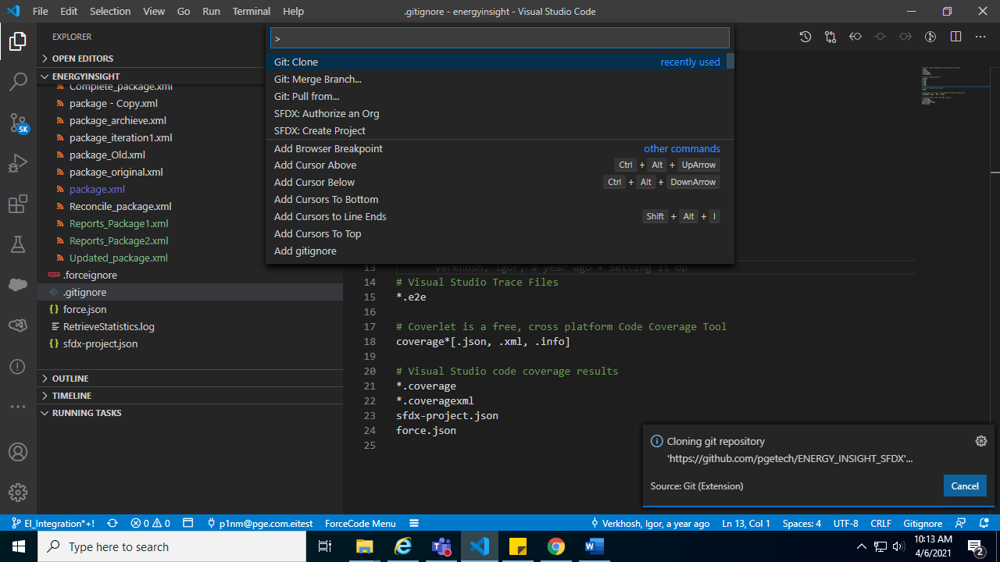 File Edit Selection View Go Run Terminal Help .gitignore - energyinsight - Visual Studio Code
EXPLORER
OPEN EDITORS
ENERGYINSIGHT
Complete_package.xml
package - Copy.xml
package_archieve.xml
package_iteration1.xml
package_Old.xml
package_original.xml
package.xml
Reconcile_package.xml
Reports_Package1.xml
Reports_Package2.xml
Updated_package.xml
.forceignore
.gitignore
force.json
RetrieveStatistics.log
sfdx-project.json
OUTLINE
TIMELINE
RUNNING TASKS
5K
>
Git: Clone recently used
Git: Merge Branch...
Git: Pull from...
SFDX: Authorize an Org
SFDX: Create Project
Add Browser Breakpoint other commands
Add Cursor Above Ctrl + Alt + UpArrow
Add Cursor Below Ctrl + Alt + DownArrow
Add Cursors To Bottom
Add Cursors to Line Ends Shift + Alt + I
Add Cursors To Top
Add gitignore
13 Verkhosh, Igor, a year ago • Setting it Up
14 # Visual Studio Trace Files
15 *.e2e
16
17 # Coverlet is a free, cross platform Code Coverage Tool
18 coverage*[.json, .xml, .info]
19
20 # Visual Studio code coverage results
21 *.coverage
22 *.coveragexml
23 sfdx-project.json
24 force.json
25
Cloning git repository
'https://github.com/pgetech/ENERGY_INSIGHT_SFDX'...
Source: Git (Extension) Cancel
EI_Integration*+! 0 0 p1nm@pge.com.eitest ForceCode Menu Verkhosh, Igor, a year ago Ln 13, Col 1 Spaces: 4 UTF-8 CRLF Gitignore
Type here to search
10:13 AM
4/6/2021
2